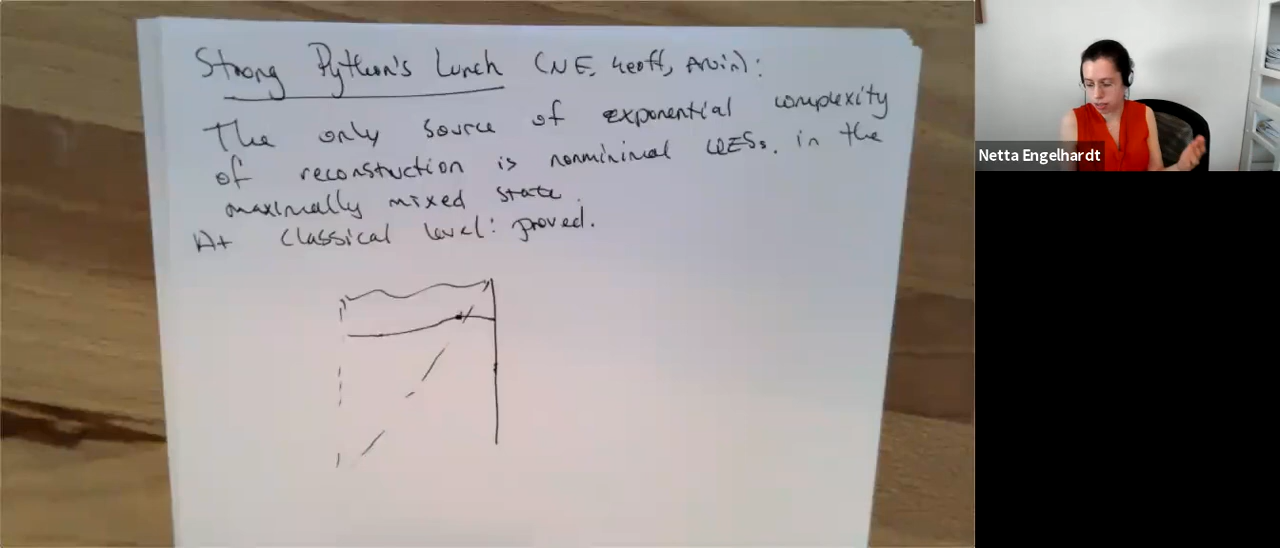 Strong Python's Lunch (NE, Geoff, Arvin):
The only source of exponential complexity
of reconstruction is nonminimal QESs. in the
maximally mixed state.
At classical level: proved.
Netta Engelhardt